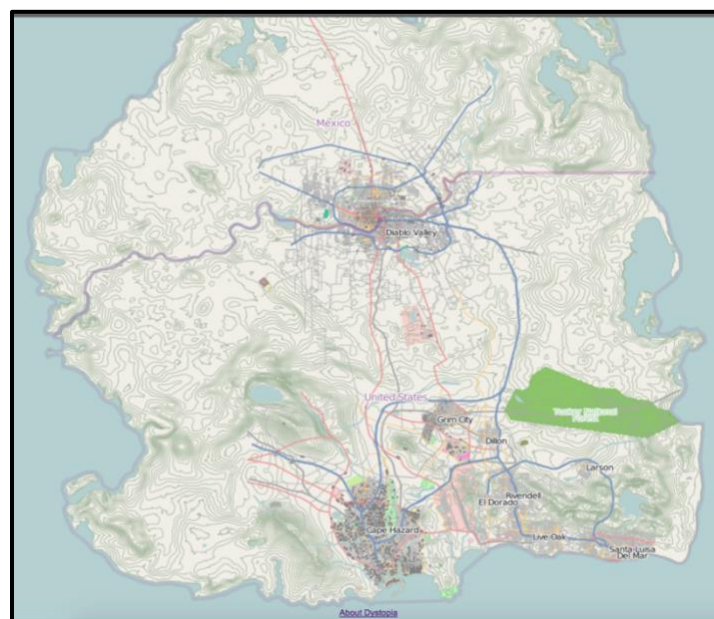 México
Diablo Valley
United States
Grim City
Dillon
Larson
Rivendell
El Dorado
Cape Hazard
Live Oak
Santa Luisa
Del Mar
About Dystopia